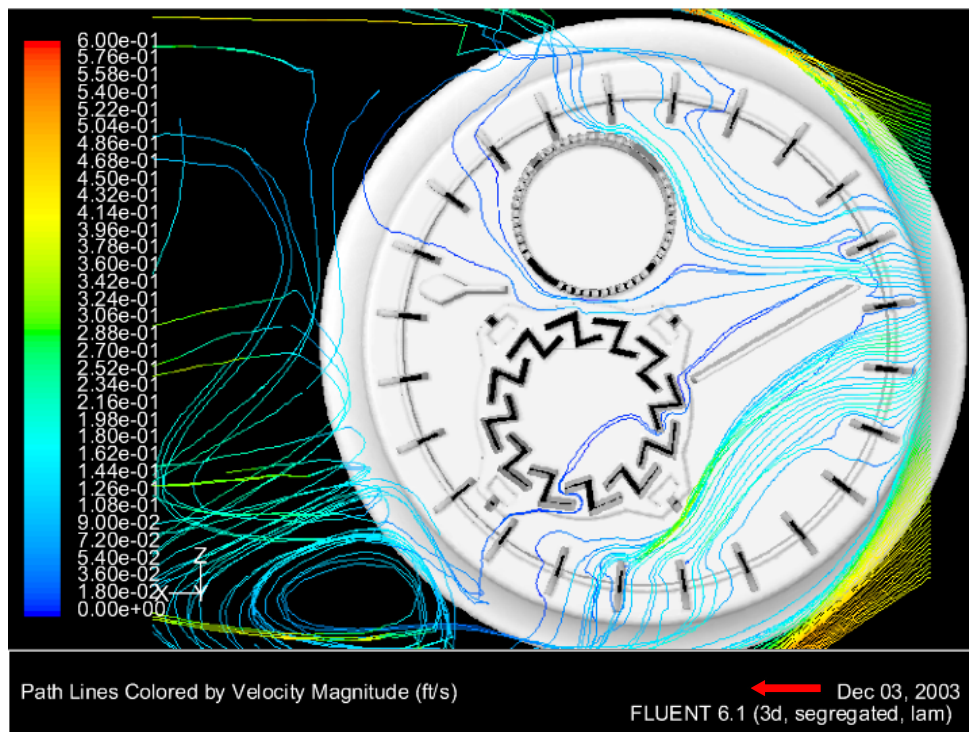 6.00e-01
5.76e-01
5.58e-01
5.40e-01
5.22e-01
5.04e-01
4.86e-01
4.68e-01
4.50e-01
4.32e-01
4.14e-01
3.96e-01
3.78e-01
3.60e-01
3.42e-01
3.24e-01
3.06e-01
2.88e-01
2.70e-01
2.52e-01
2.34e-01
2.16e-01
1.98e-01
1.80e-01
1.62e-01
1.44e-01
1.26e-01
1.08e-01
9.00e-02
7.20e-02
5.40e-02
3.60e-02
1.80e-02
0.00e+00
Z
X
Path Lines Colored by Velocity Magnitude (ft/s)
Dec 03, 2003
FLUENT 6.1 (3d, segregated, lam)